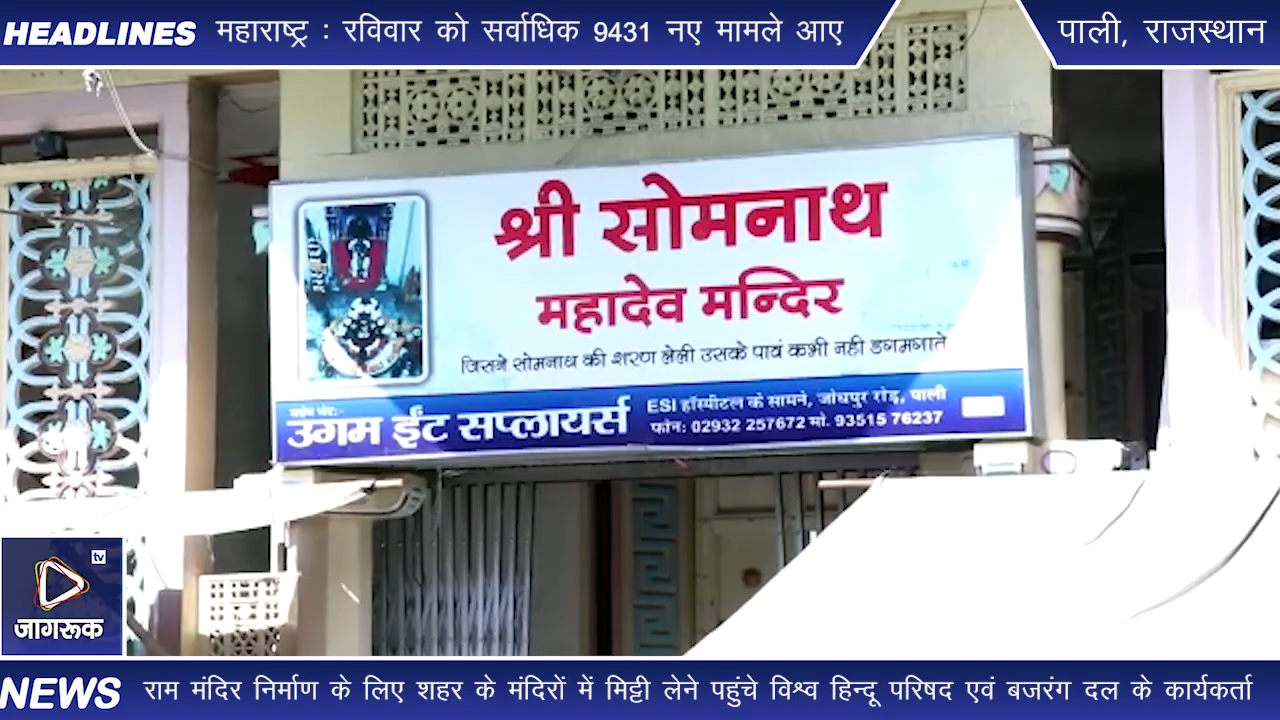 HEADLINES महाराष्ट्र : रविवार को सर्वाधिक 9431 नए मामले आए
पाली, राजस्थान
श्री सोमनाथ
महादेव मन्दिर
जिसने सोमनाथ की शरण लेली उसके पावं कभी नही डगमगाते
उगम ईंट सप्लायर्स
ESI हॉस्पीटल के सामने, जोधपुर रोड़, पाली
फोन: 02932 257672 मो. 93515 76237
tv
जागरूक
NEWS राम मंदिर निर्माण के लिए शहर के मंदिरों में मिट्टी लेने पहुंचे विश्व हिन्दू परिषद एवं बजरंग दल के कार्यकर्ता